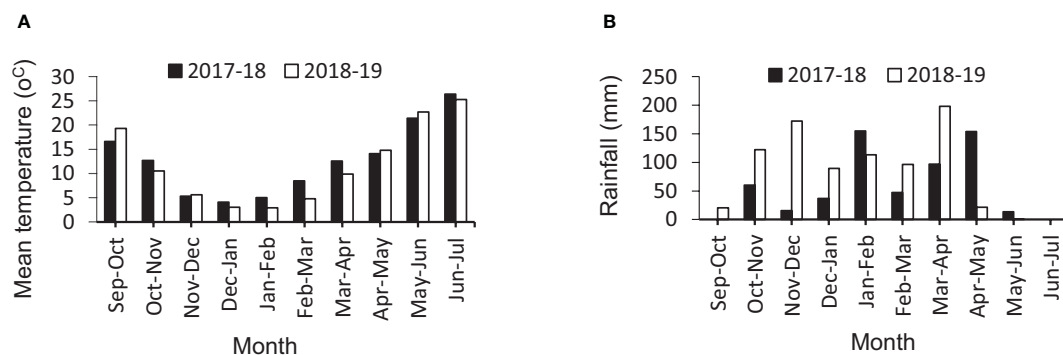 A
2017-18 2018-19
Mean temperature (oC)
30
25
20
15
10
5
0
Sep-Oct
Oct-Nov
Nov-Dec
Dec-Jan
Jan-Feb
Feb-Mar
Mar-Apr
Apr-May
May-Jun
Jun-Jul
Month
B
2017-18 2018-19
Rainfall (mm)
250
200
150
100
50
0
Sep-Oct
Oct-Nov
Nov-Dec
Dec-Jan
Jan-Feb
Feb-Mar
Mar-Apr
Apr-May
May-Jun
Jun-Jul
Month